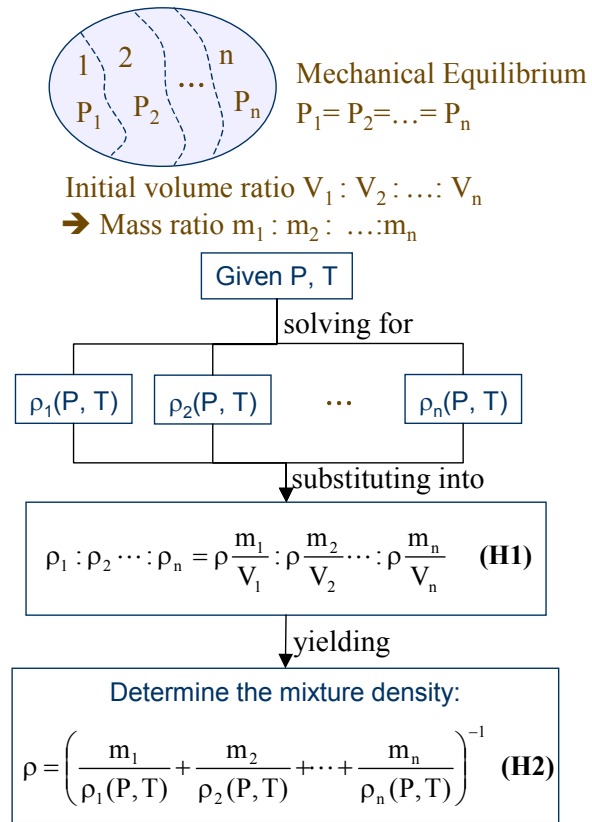 1 2 ... n
P₁ P₂ Pₙ
Mechanical Equilibrium
P₁= P₂=...= Pₙ
Initial volume ratio V₁ : V₂ : ...: Vₙ
➔ Mass ratio m₁ : m₂ : ...:mₙ
Given P, T
solving for
ρ₁(P, T) ρ₂(P, T) ... ρₙ(P, T)
substituting into
ρ₁ : ρ₂ ⋯ : ρₙ = ρ m₁/V₁ : ρ m₂/V₂ ⋯ : ρ mₙ/Vₙ (H1)
yielding
Determine the mixture density:
ρ = (m₁/ρ₁(P, T) + m₂/ρ₂(P, T) + ⋯ + mₙ/ρₙ(P, T))⁻¹ (H2)